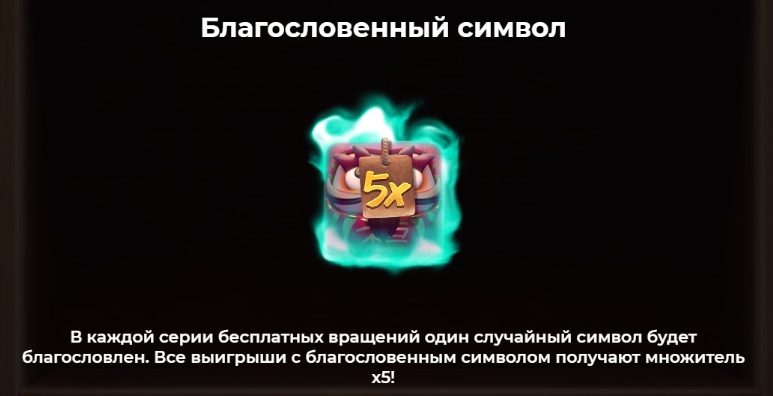 Благословенный символ
5x
В каждой серии бесплатных вращений один случайный символ будет
благословлен. Все выигрыши с благословенным символом получают множитель
x5!